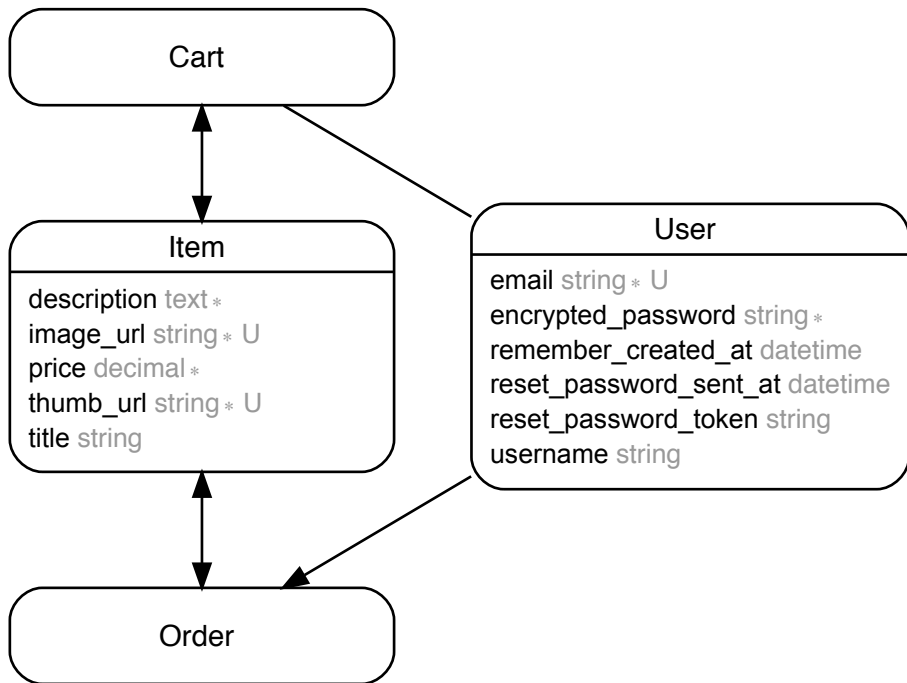 Cart
Item
description text *
image_url string * U
price decimal *
thumb_url string * U
title string
User
email string * U
encrypted_password string *
remember_created_at datetime
reset_password_sent_at datetime
reset_password_token string
username string
Order